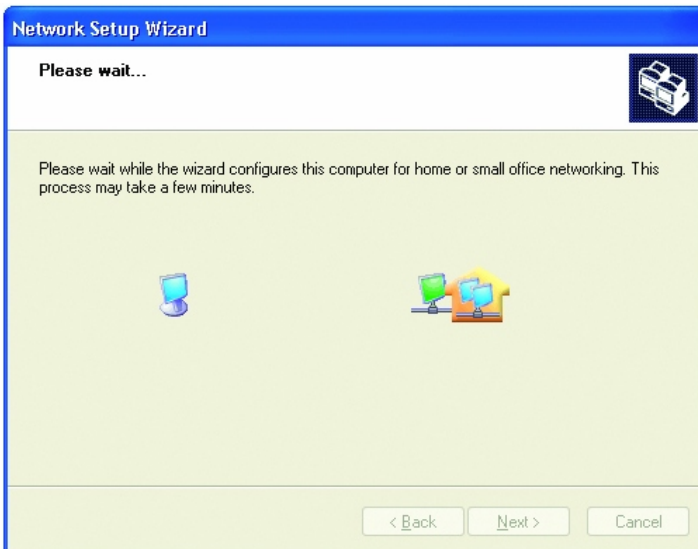 Network Setup Wizard
Please wait...
Please wait while the wizard configures this computer for home or small office networking. This
process may take a few minutes.
< Back
Next >
Cancel